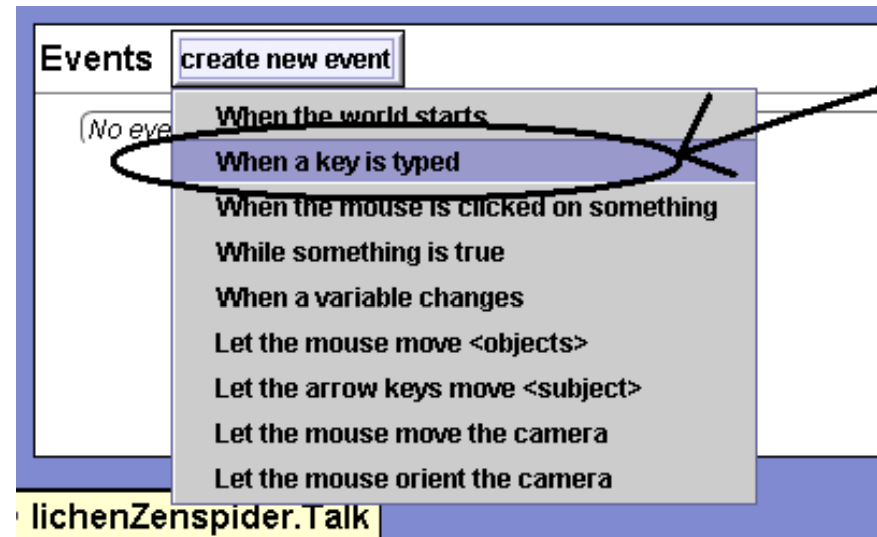 Events create new event
(No eve
When the world starts
When a key is typed
When the mouse is clicked on something
While something is true
When a variable changes
Let the mouse move <objects>
Let the arrow keys move <subject>
Let the mouse move the camera
Let the mouse orient the camera
lichenZenspider.Talk